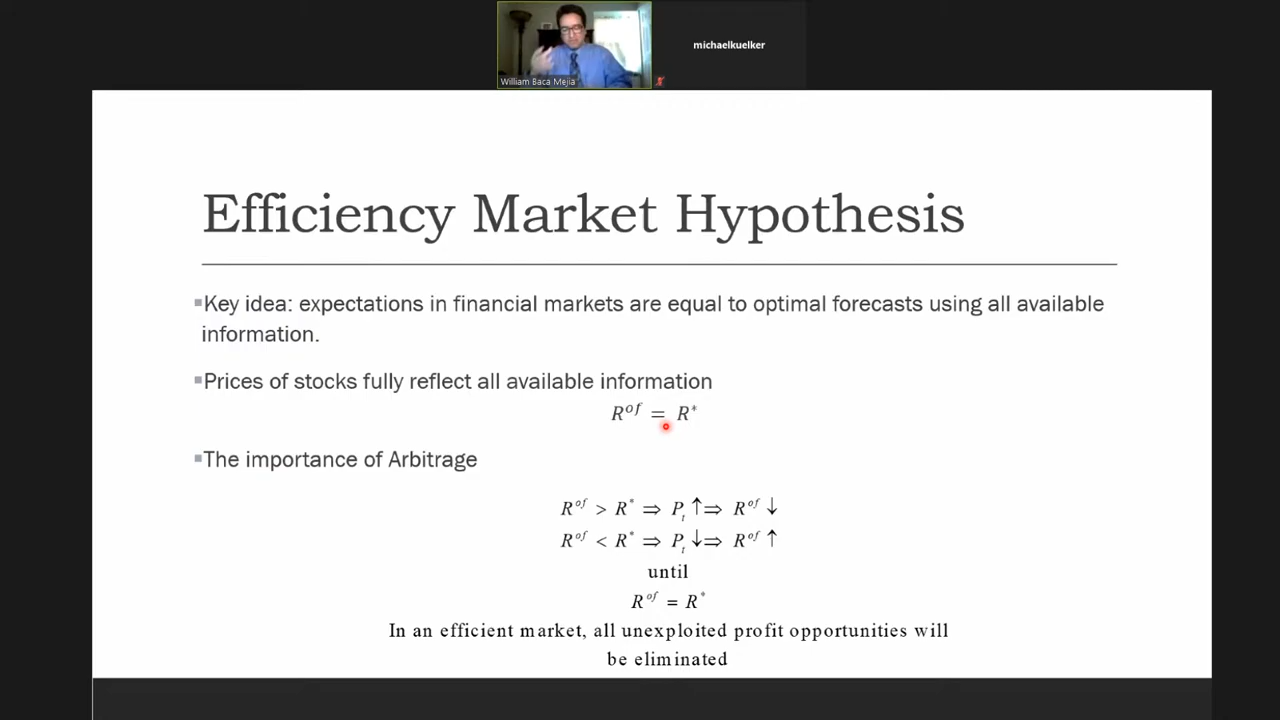 William Baca Mejia
michaelkuelker
Efficiency Market Hypothesis
▪Key idea: expectations in financial markets are equal to optimal forecasts using all available
information.
▪Prices of stocks fully reflect all available information
R^of = R^*
▪The importance of Arbitrage
R^of > R^* ⇒ P_t ↑⇒ R^of ↓
R^of < R^* ⇒ P_t ↓⇒ R^of ↑
until
R^of = R^*
In an efficient market, all unexploited profit opportunities will
be eliminated